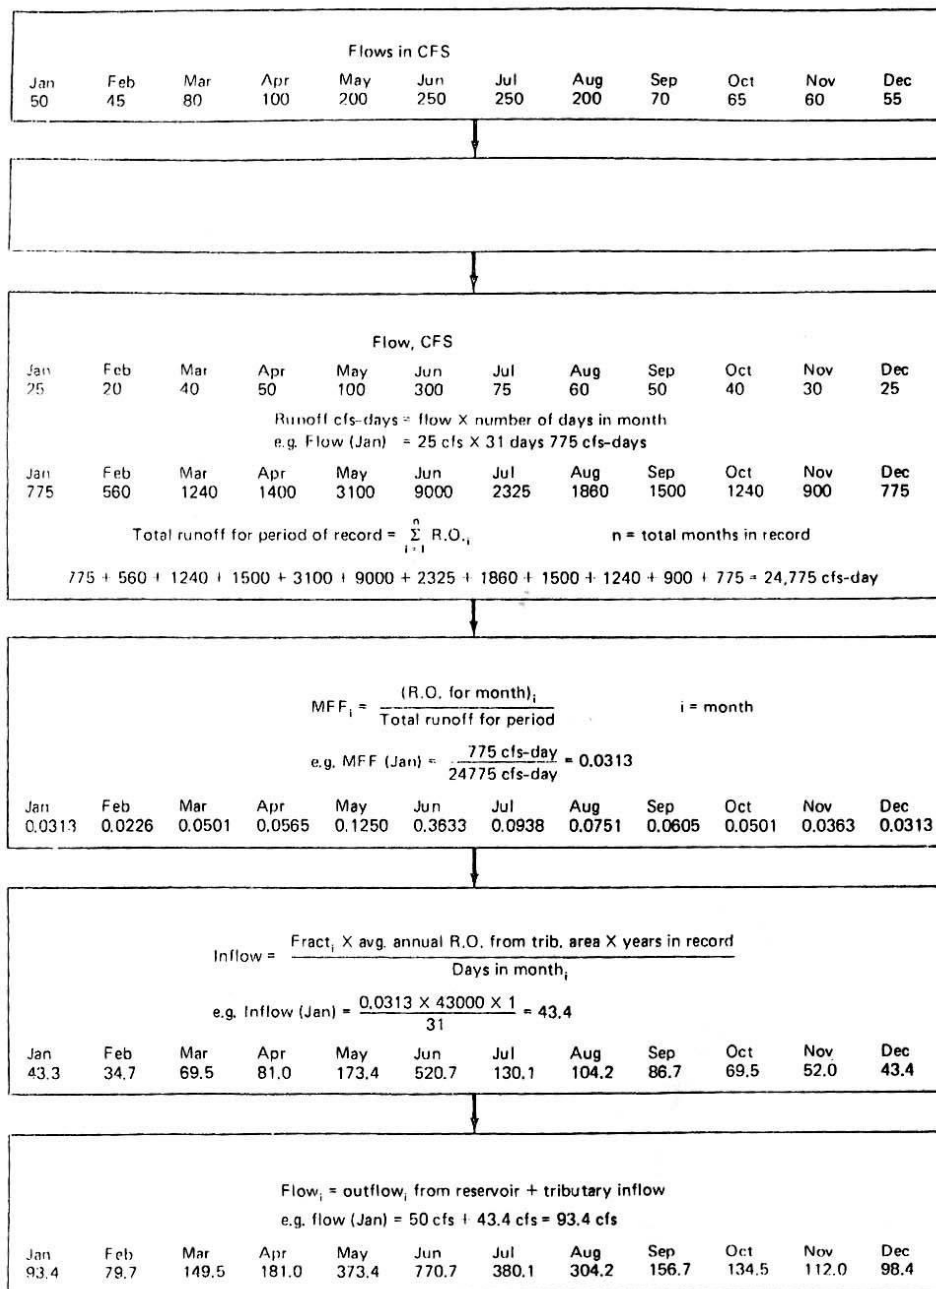 Flows in CFS
Jan Feb Mar Apr May Jun Jul Aug Sep Oct Nov Dec
50 45 80 100 200 250 250 200 70 65 60 55
Flow, CFS
Jan Feb Mar Apr May Jun Jul Aug Sep Oct Nov Dec
25 20 40 50 100 300 75 60 50 40 30 25
Runoff cfs-days = flow X number of days in month
e.g. Flow (Jan) = 25 cfs X 31 days 775 cfs-days
Jan Feb Mar Apr May Jun Jul Aug Sep Oct Nov Dec
775 560 1240 1400 3100 9000 2325 1860 1500 1240 900 775
Total runoff for period of record = n Σ i=1 R.O.i n = total months in record
775 + 560 + 1240 + 1500 + 3100 + 9000 + 2325 + 1860 + 1500 + 1240 + 900 + 775 = 24,775 cfs-day
MFFi = (R.O. for month)i / Total runoff for period i = month
e.g. MFF (Jan) = 775 cfs-day / 24775 cfs-day = 0.0313
Jan Feb Mar Apr May Jun Jul Aug Sep Oct Nov Dec
0.0313 0.0226 0.0501 0.0565 0.1250 0.3633 0.0938 0.0751 0.0605 0.0501 0.0363 0.0313
Inflow = Fracti X avg. annual R.O. from trib. area X years in record / Days in monthi
e.g. Inflow (Jan) = 0.0313 X 43000 X 1 / 31 = 43.4
Jan Feb Mar Apr May Jun Jul Aug Sep Oct Nov Dec
43.3 34.7 69.5 81.0 173.4 520.7 130.1 104.2 86.7 69.5 52.0 43.4
Flowi = outflowi from reservoir + tributary inflow
e.g. flow (Jan) = 50 cfs + 43.4 cfs = 93.4 cfs
Jan Feb Mar Apr May Jun Jul Aug Sep Oct Nov Dec
93.4 79.7 149.5 181.0 373.4 770.7 380.1 304.2 156.7 134.5 112.0 98.4